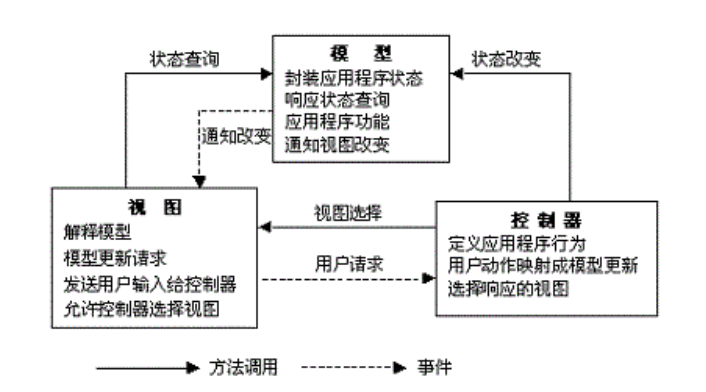 模 型
状态查询
状态改变
封装应用程序状态
响应状态查询
应用程序功能
通知视图改变
通知改变
视 图
解释模型
模型更新请求
发送用户输入给控制器
允许控制器选择视图
视图选择
用户请求
控 制 器
定义应用程序行为
用户动作映射成模型更新
选择响应的视图
方法调用
事件